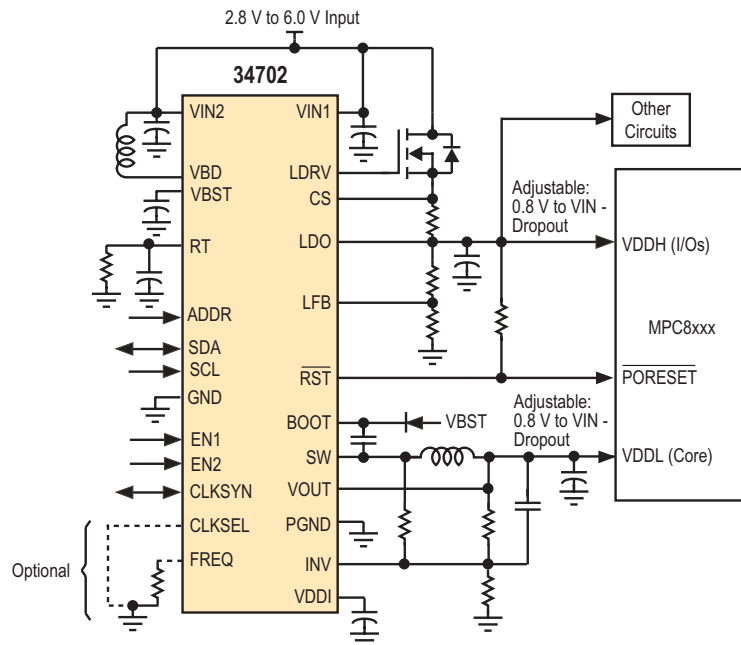 2.8 V to 6.0 V Input
34702
VIN2
VIN1
VBD
LDRV
VBST
CS
RT
LDO
LFB
ADDR
SDA
SCL
RST
GND
BOOT
VBST
EN1
SW
EN2
VOUT
CLKSYN
PGND
CLKSEL
FREQ
INV
VDDI
Optional
Other
Circuits
Adjustable:
0.8 V to VIN -
Dropout
VDDH (I/Os)
MPC8xxx
PORESET
Adjustable:
0.8 V to VIN -
Dropout
VDDL (Core)